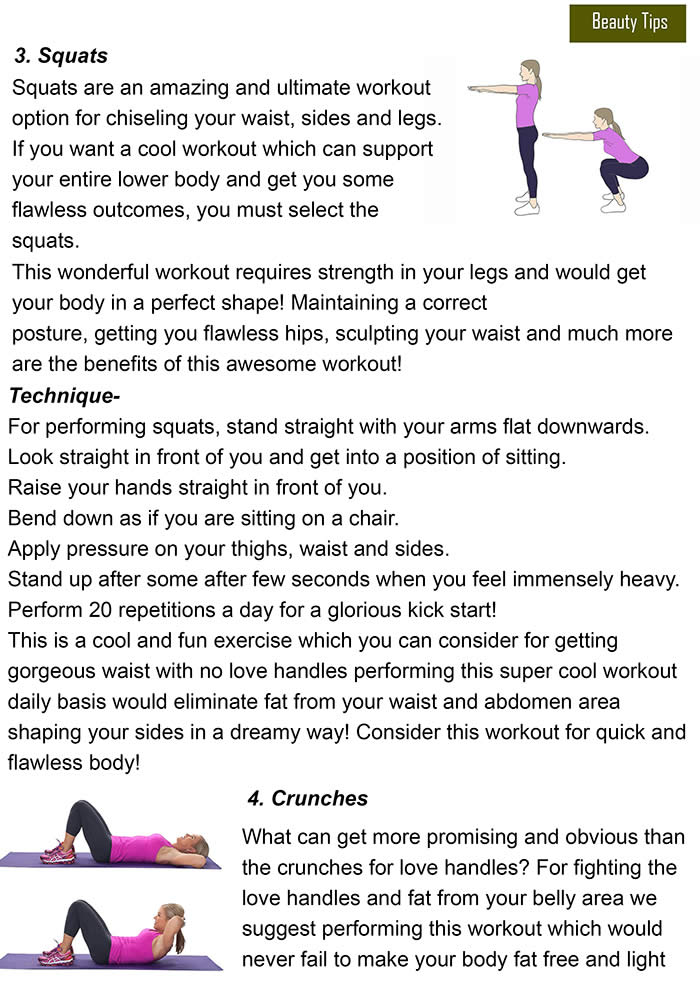 Beauty Tips
3. Squats
Squats are an amazing and ultimate workout
option for chiseling your waist, sides and legs.
If you want a cool workout which can support
your entire lower body and get you some
flawless outcomes, you must select the
squats.
This wonderful workout requires strength in your legs and would get
your body in a perfect shape! Maintaining a correct
posture, getting you flawless hips, sculpting your waist and much more
are the benefits of this awesome workout!
Technique-
For performing squats, stand straight with your arms flat downwards.
Look straight in front of you and get into a position of sitting.
Raise your hands straight in front of you.
Bend down as if you are sitting on a chair.
Apply pressure on your thighs, waist and sides.
Stand up after some after few seconds when you feel immensely heavy.
Perform 20 repetitions a day for a glorious kick start!
This is a cool and fun exercise which you can consider for getting
gorgeous waist with no love handles performing this super cool workout
daily basis would eliminate fat from your waist and abdomen area
shaping your sides in a dreamy way! Consider this workout for quick and
flawless body!
4. Crunches
What can get more promising and obvious than
the crunches for love handles? For fighting the
love handles and fat from your belly area we
suggest performing this workout which would
never fail to make your body fat free and light